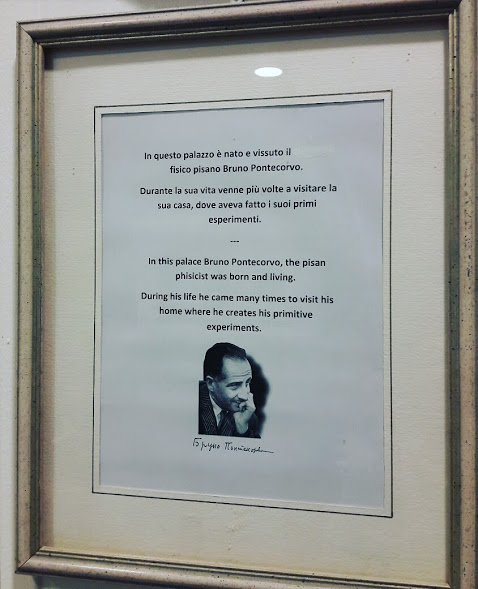 In questo palazzo è nato e vissuto il
fisico pisano Bruno Pontecorvo.
Durante la sua vita venne più volte a visitare la
sua casa, dove aveva fatto i suoi primi
esperimenti.
---
In this palace Bruno Pontecorvo, the pisan
phisicist was born and living.
During his life he came many times to visit his
home where he creates his primitive
experiments.
Бруно Понтекорво